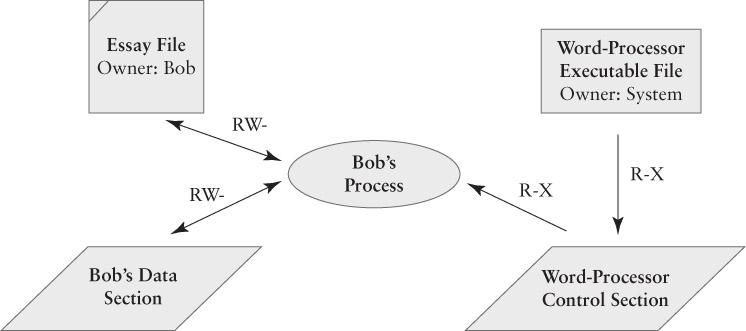 Essay File
Owner: Bob
Word-Processor
Executable File
Owner: System
RW-
Bob's
Process
R-X
RW-
R-X
Bob's Data
Section
Word-Processor
Control Section